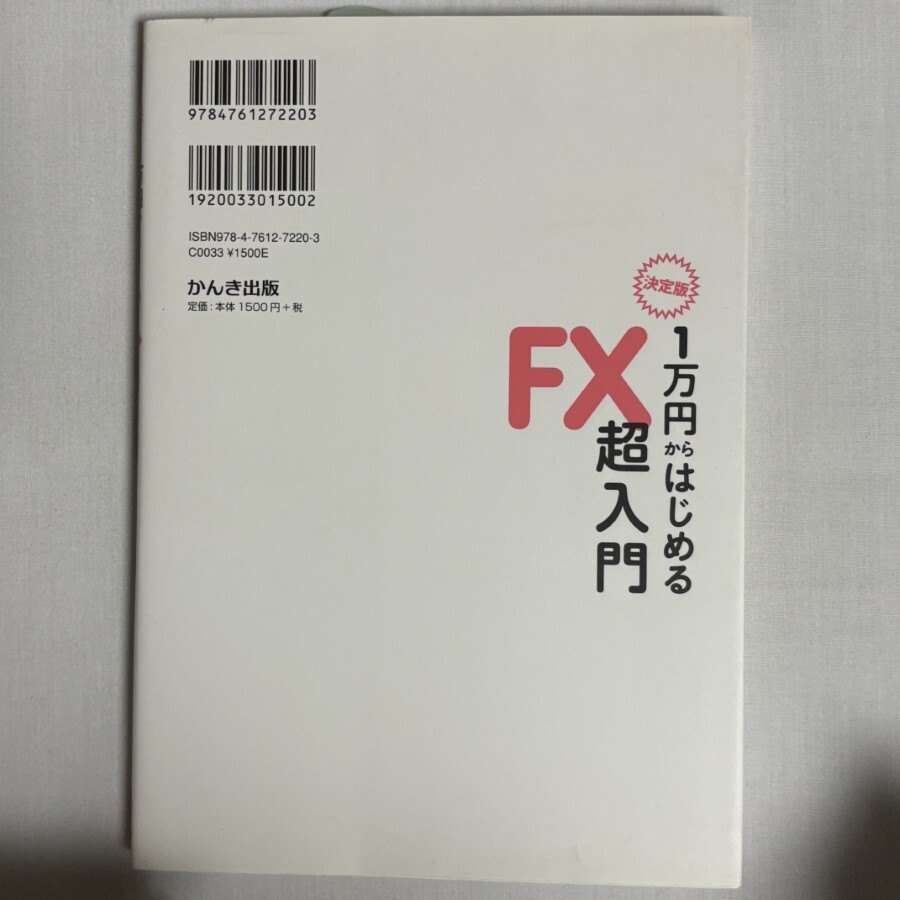 9784761272203
1920033015002
ISBN978-4-7612-7220-3
C0033 ¥1500E
かんき出版
定価：本体1500円＋税
決定版
1万円からはじめる
FX
超入門